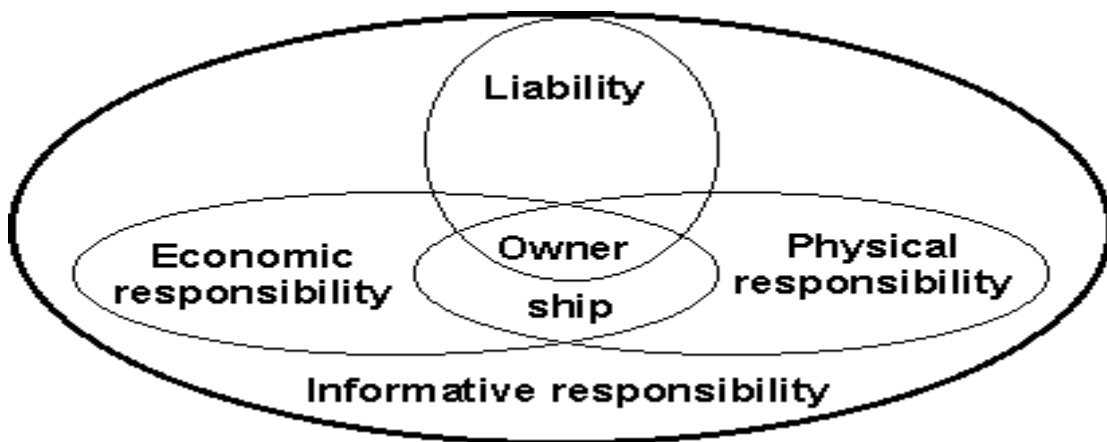 Liability
Economic
responsibility
Owner
ship
Physical
responsibility
Informative responsibility